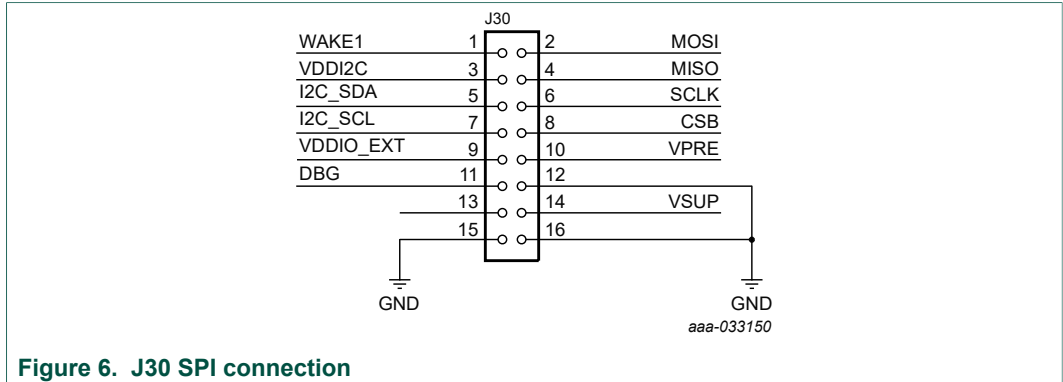 J30
WAKE1 1 2 MOSI
VDDI2C 3 4 MISO
I2C_SDA 5 6 SCLK
I2C_SCL 7 8 CSB
VDDIO_EXT 9 10 VPRE
DBG 11 12
13 14 VSUP
15 16
GND GND
aaa-033150
Figure 6. J30 SPI connection